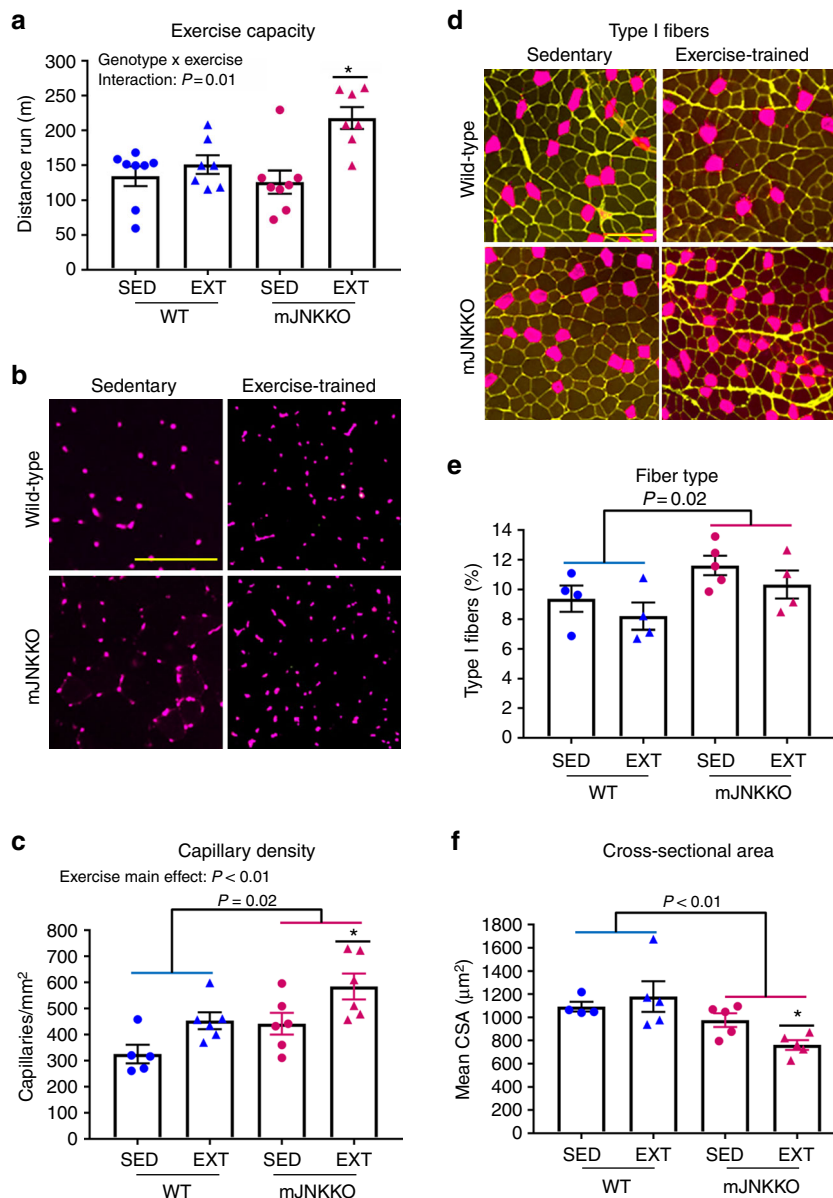 a
Exercise capacity
Genotype x exercise
Interaction: P = 0.01
*
Distance run (m)
300
250
200
150
100
50
0
SED EXT SED EXT
WT mJNKKO
b
Sedentary Exercise-trained
Wild-type
mJNKKO
c
Capillary density
Exercise main effect: P < 0.01
P = 0.02
*
Capillaries/mm²
800
700
600
500
400
300
200
100
0
SED EXT SED EXT
WT mJNKKO
d
Type I fibers
Sedentary Exercise-trained
Wild-type
mJNKKO
e
Fiber type
P = 0.02
Type I fibers (%)
14
12
10
8
6
4
2
0
SED EXT SED EXT
WT mJNKKO
f
Cross-sectional area
P < 0.01
*
Mean CSA (μm²)
1800
1600
1400
1200
1000
800
600
400
200
0
SED EXT SED EXT
WT mJNKKO